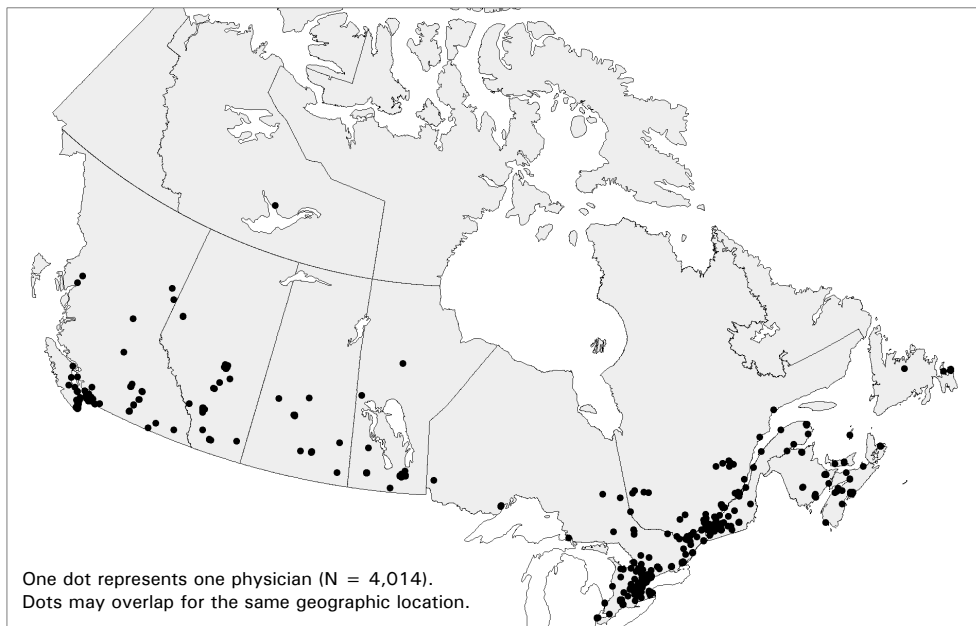 One dot represents one physician (N = 4,014).
Dots may overlap for the same geographic location.